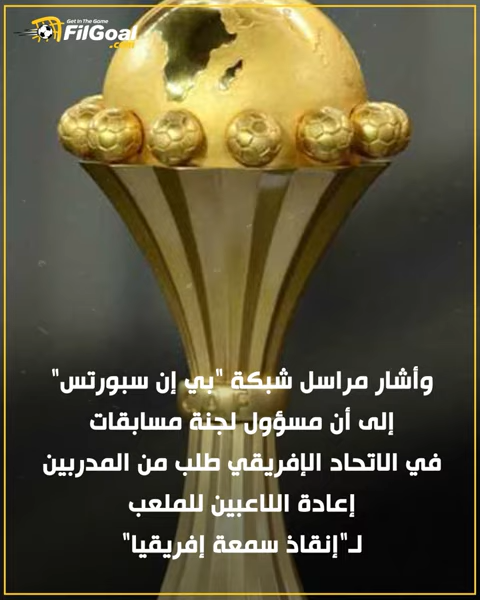 Get In The Game
FilGoal
.com
وأشار مراسل شبكة "بي إن سبورتس"
إلى أن مسؤول لجنة مسابقات
في الاتحاد الإفريقي طلب من المدربين
إعادة اللاعبين للملعب
لـ"إنقاذ سمعة إفريقيا"